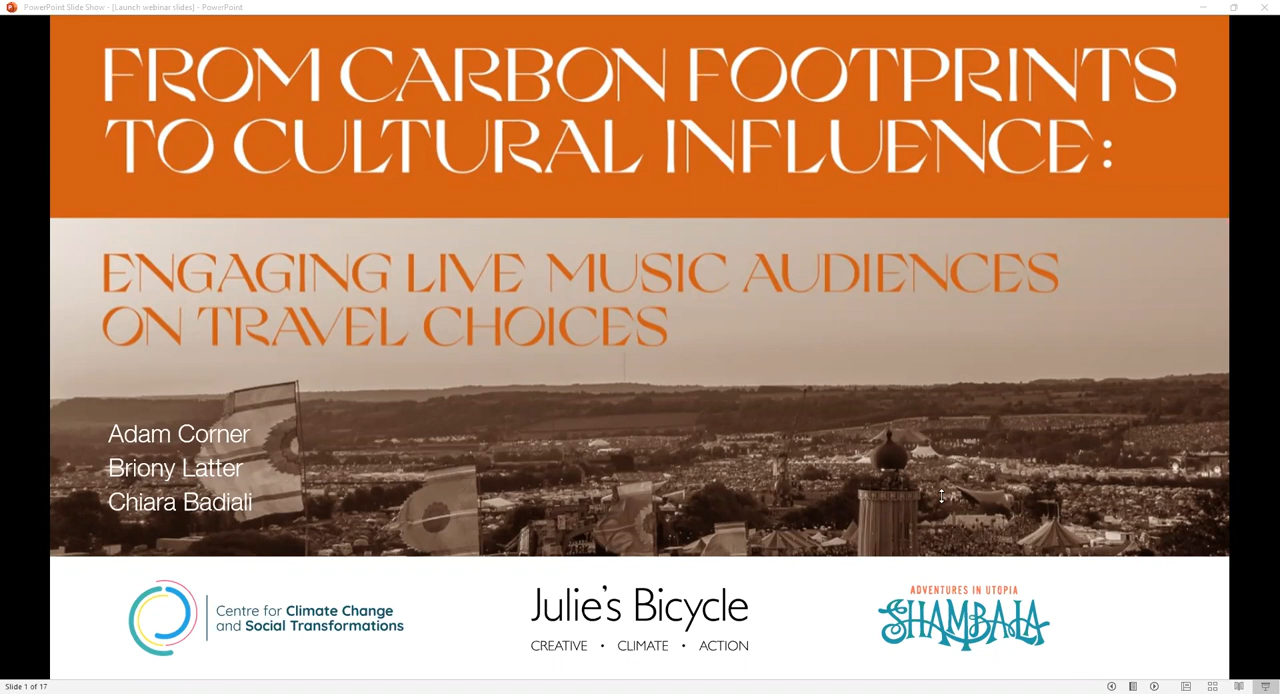 PowerPoint Slide Show - [Launch webinar slides] - PowerPoint
FROM CARBON FOOTPRINTS
TO CULTURAL INFLUENCE:
ENGAGING LIVE MUSIC AUDIENCES
ON TRAVEL CHOICES
Adam Corner
Briony Latter
Chiara Badiali
Centre for Climate Change
and Social Transformations
Julie's Bicycle
CREATIVE • CLIMATE • ACTION
ADVENTURES IN UTOPIA
SHAMBALA
Slide 1 of 17